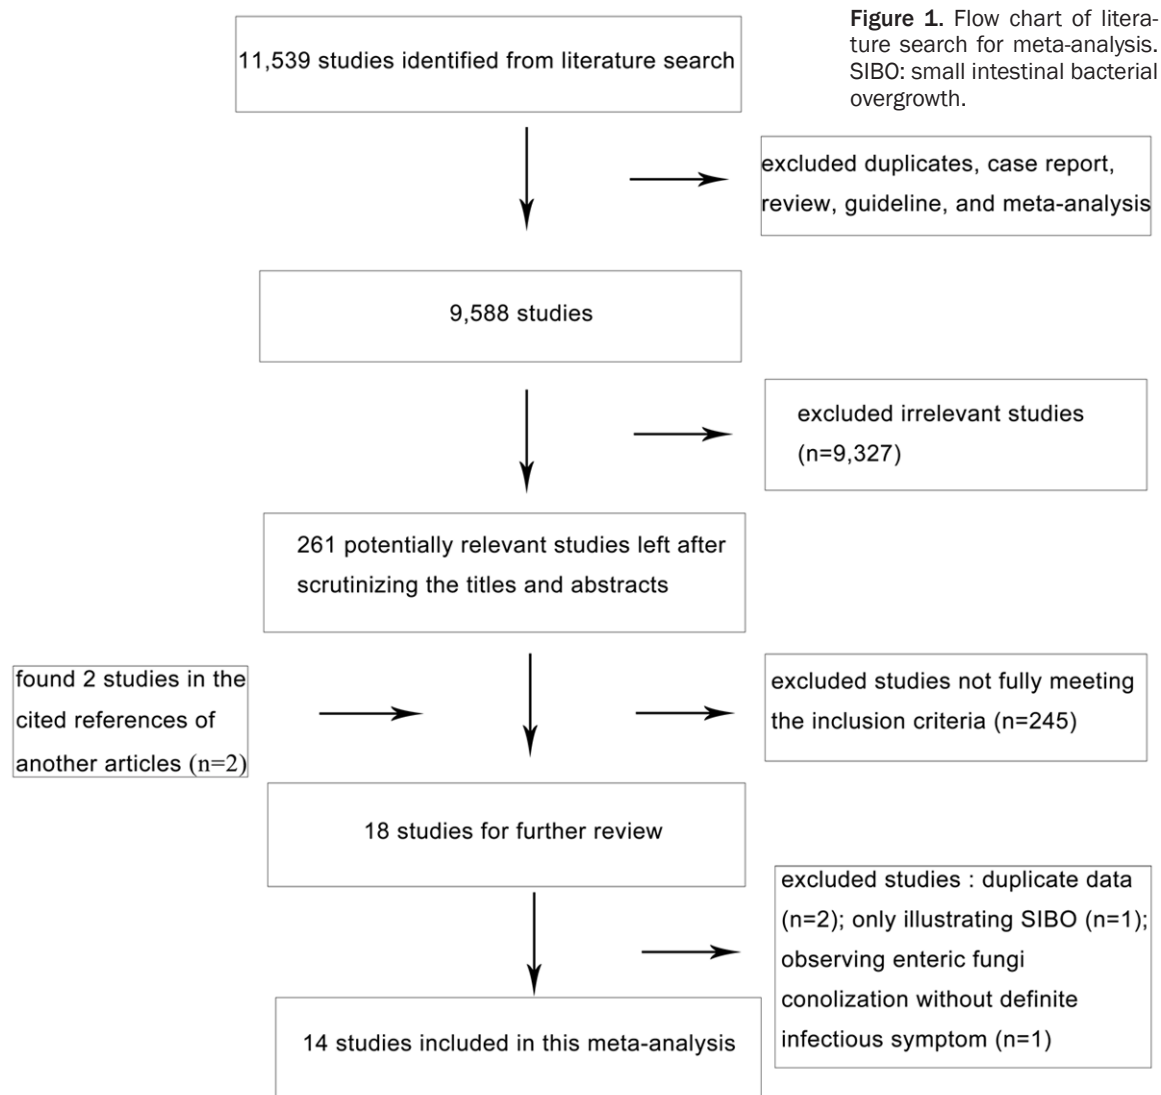 Figure 1. Flow chart of litera-
ture search for meta-analysis.
SIBO: small intestinal bacterial
overgrowth.
11,539 studies identified from literature search
excluded duplicates, case report,
review, guideline, and meta-analysis
9,588 studies
excluded irrelevant studies
(n=9,327)
261 potentially relevant studies left after
scrutinizing the titles and abstracts
found 2 studies in the
cited references of
another articles (n=2)
excluded studies not fully meeting
the inclusion criteria (n=245)
18 studies for further review
excluded studies : duplicate data
(n=2); only illustrating SIBO (n=1);
observing enteric fungi
conolization without definite
infectious symptom (n=1)
14 studies included in this meta-analysis